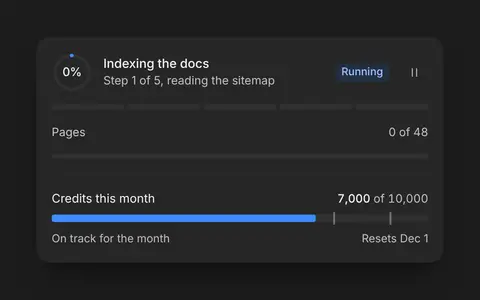 0%
Indexing the docs
Step 1 of 5, reading the sitemap
Running
Pages
0 of 48
Credits this month
7,000 of 10,000
On track for the month
Resets Dec 1